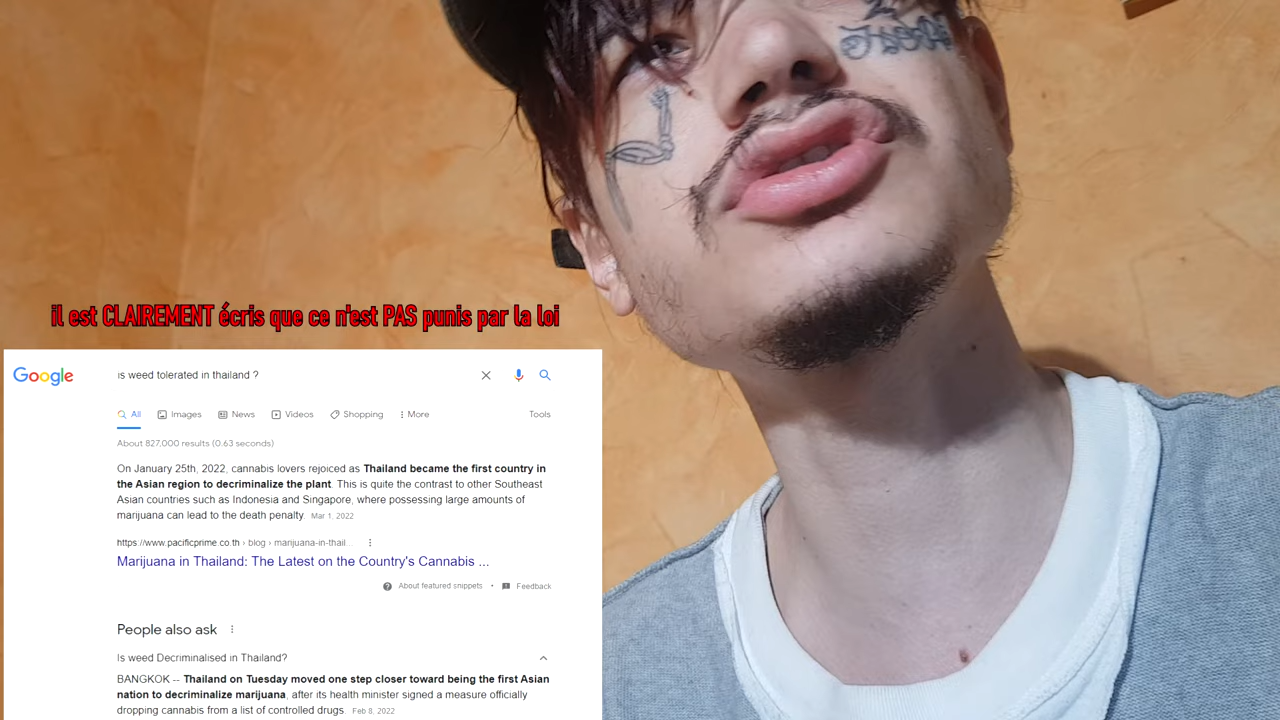 il est CLAIREMENT écris que ce n'est PAS punis par la loi
Google
is weed tolerated in thailand ?
All Images News Videos Shopping More Tools
About 827,000 results (0.63 seconds)
On January 25th, 2022, cannabis lovers rejoiced as Thailand became the first country in
the Asian region to decriminalize the plant. This is quite the contrast to other Southeast
Asian countries such as Indonesia and Singapore, where possessing large amounts of
marijuana can lead to the death penalty. Mar 1, 2022
https://www.pacificprime.co.th › blog › marijuana-in-thail...
Marijuana in Thailand: The Latest on the Country's Cannabis ...
About featured snippets • Feedback
People also ask
Is weed Decriminalised in Thailand?
BANGKOK -- Thailand on Tuesday moved one step closer toward being the first Asian
nation to decriminalize marijuana, after its health minister signed a measure officially
dropping cannabis from a list of controlled drugs. Feb 8, 2022